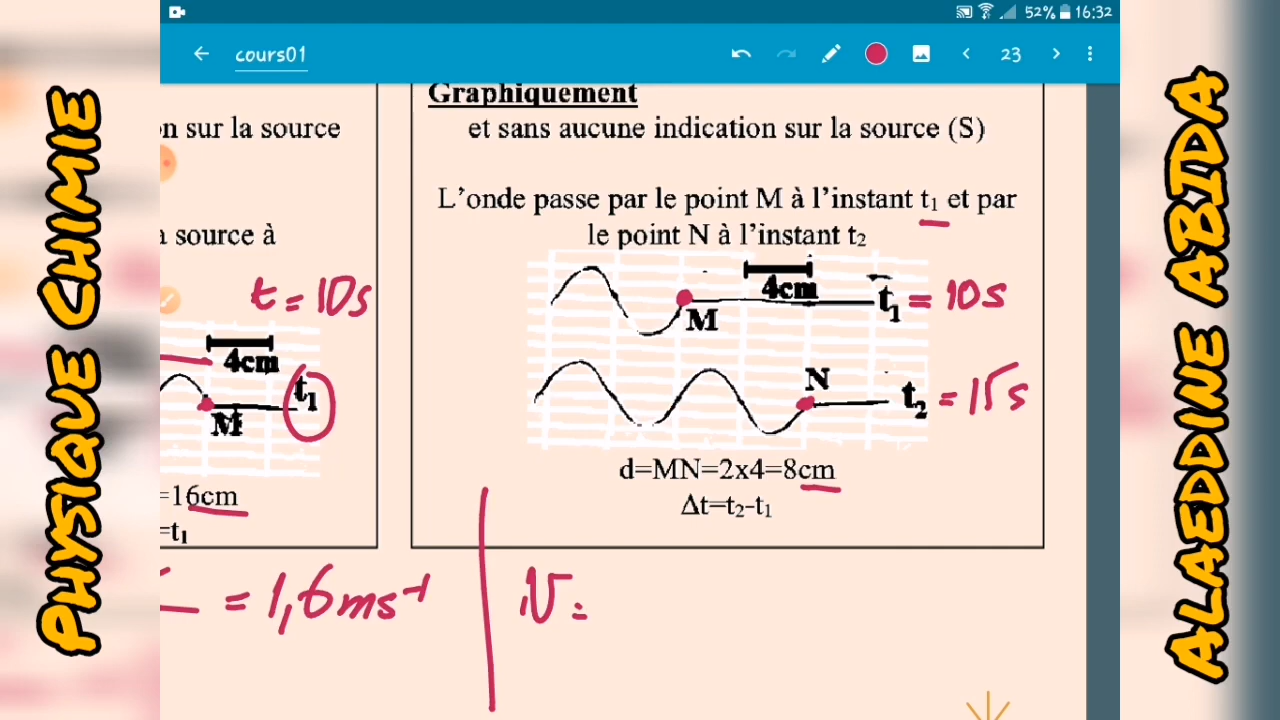 PHYSIQUE CHIMIE
52% 16:32
cours01
23
n sur la source
source à
t = 10s
4cm
t1
M
=16cm
=t1
= 1,6 ms-1
Graphiquement
et sans aucune indication sur la source (S)
L'onde passe par le point M à l'instant t1 et par
le point N à l'instant t2
4cm
M
t1 = 10s
N
t2 = 15s
d=MN=2x4=8cm
Δt=t2-t1
V =
ALAEDDINE ABIDA